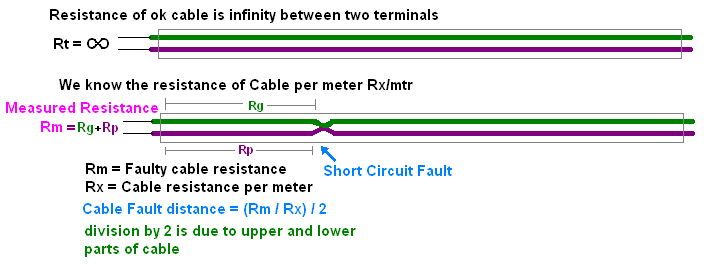 Resistance of ok cable is infinity between two terminals
Rt = ∞
We know the resistance of Cable per meter Rx/mtr
Rg
Measured Resistance
Rm =Rg+Rp
Rp
Short Circuit Fault
Rm = Faulty cable resistance
Rx = Cable resistance per meter
Cable Fault distance = (Rm / Rx) / 2
division by 2 is due to upper and lower
parts of cable